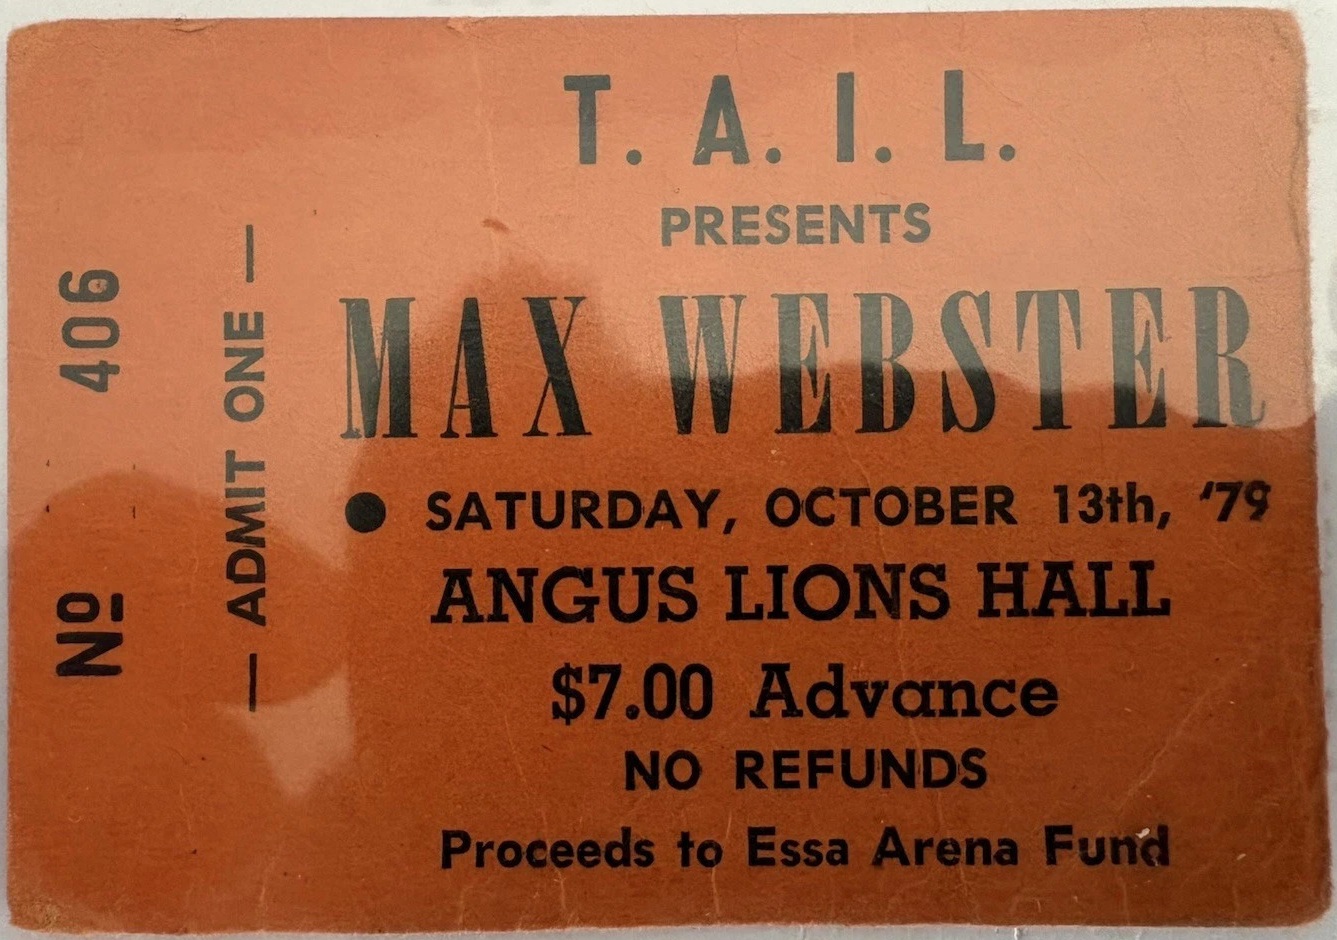 T. A. I. L.
PRESENTS
MAX WEBSTER
● SATURDAY, OCTOBER 13th, '79
ANGUS LIONS HALL
$7.00 Advance
NO REFUNDS
Proceeds to Essa Arena Fund
— ADMIT ONE —
Nº 406